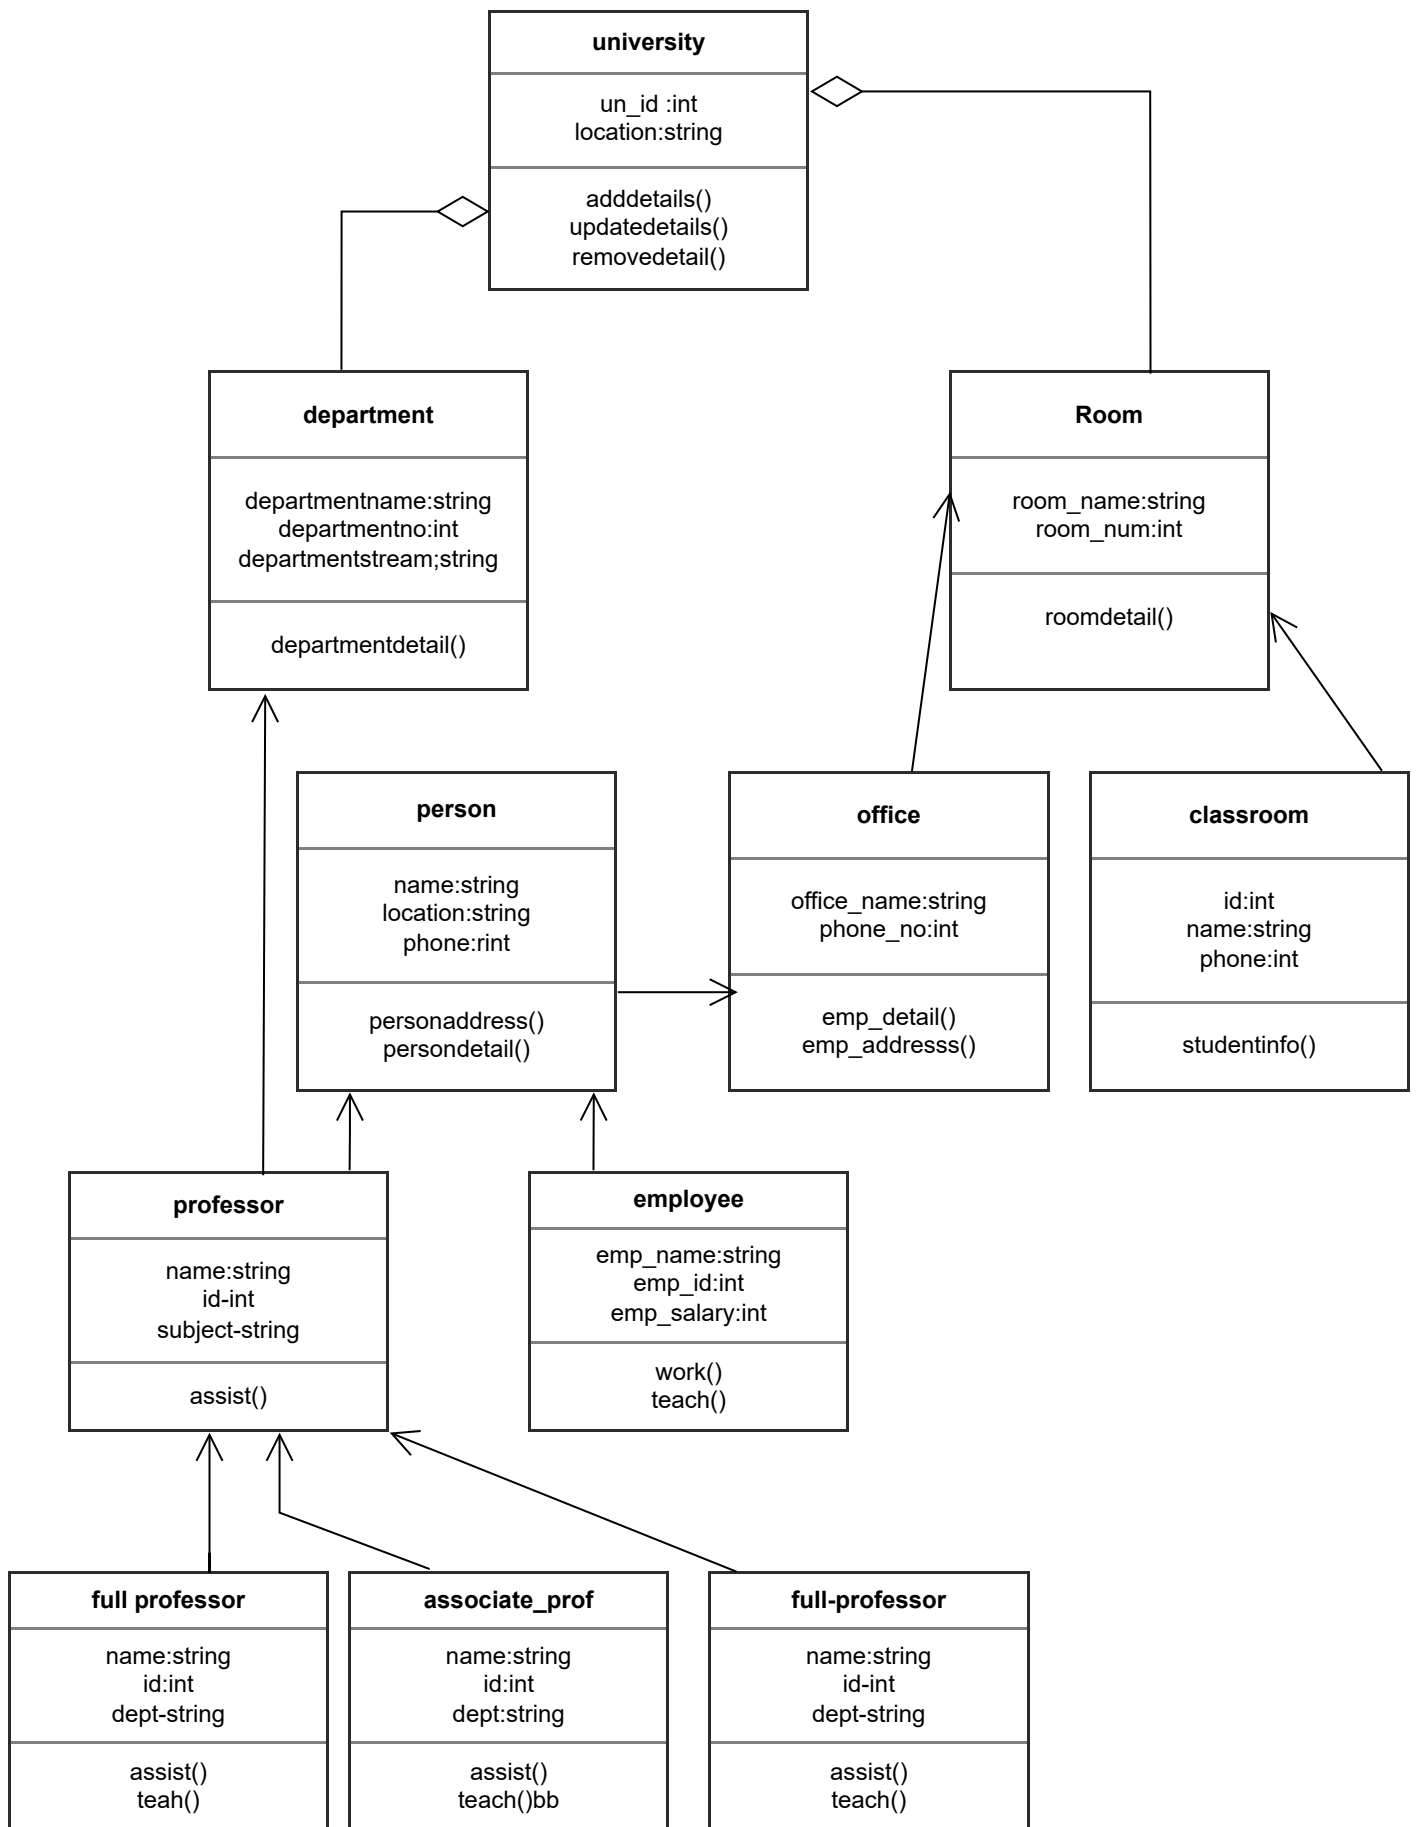 university
un_id :int
location:string
adddetails()
updatedetails()
removedetail()
department
departmentname:string
departmentno:int
departmentstream;string
departmentdetail()
Room
room_name:string
room_num:int
roomdetail()
person
name:string
location:string
phone:rint
personaddress()
persondetail()
office
office_name:string
phone_no:int
emp_detail()
emp_addresss()
classroom
id:int
name:string
phone:int
studentinfo()
professor
name:string
id-int
subject-string
assist()
employee
emp_name:string
emp_id:int
emp_salary:int
work()
teach()
full professor
name:string
id:int
dept-string
assist()
teah()
associate_prof
name:string
id:int
dept:string
assist()
teach()bb
full-professor
name:string
id-int
dept-string
assist()
teach()